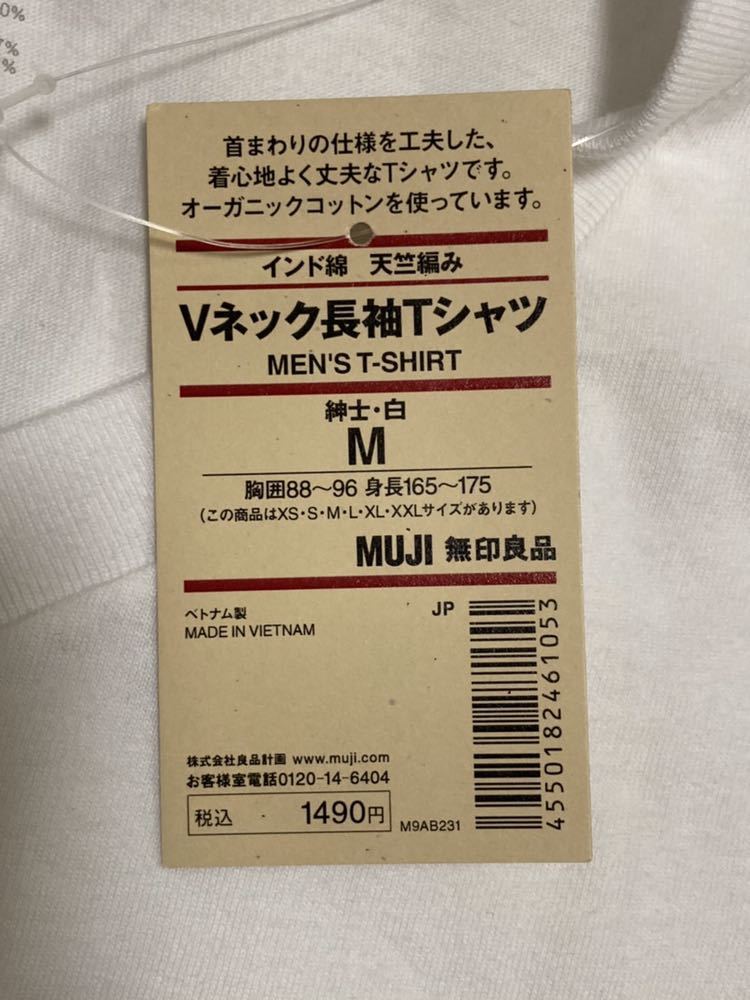 0%
%
%
首まわりの仕様を工夫した、
着心地よく丈夫なTシャツです。
オーガニックコットンを使っています。
インド綿 天竺編み
Vネック長袖Tシャツ
MEN'S T-SHIRT
紳士・白
M
胸囲88〜96 身長165〜175
(この商品はXS・S・M・L・XL・XXLサイズがあります)
MUJI 無印良品
ベトナム製
MADE IN VIETNAM
JP
4550182461053
株式会社良品計画 www.muji.com
お客様室電話0120-14-6404
税込 1490円
M9AB231